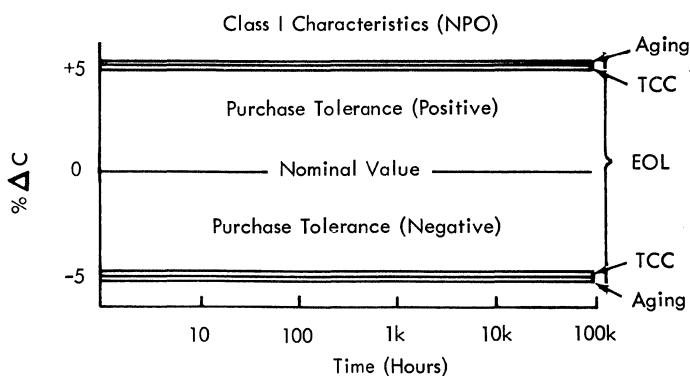 Class I Characteristics (NPO)
Aging
+5
TCC
Purchase Tolerance (Positive)
% Δ C
0
Nominal Value
EOL
Purchase Tolerance (Negative)
TCC
-5
Aging
10
100
1k
10k
100k
Time (Hours)